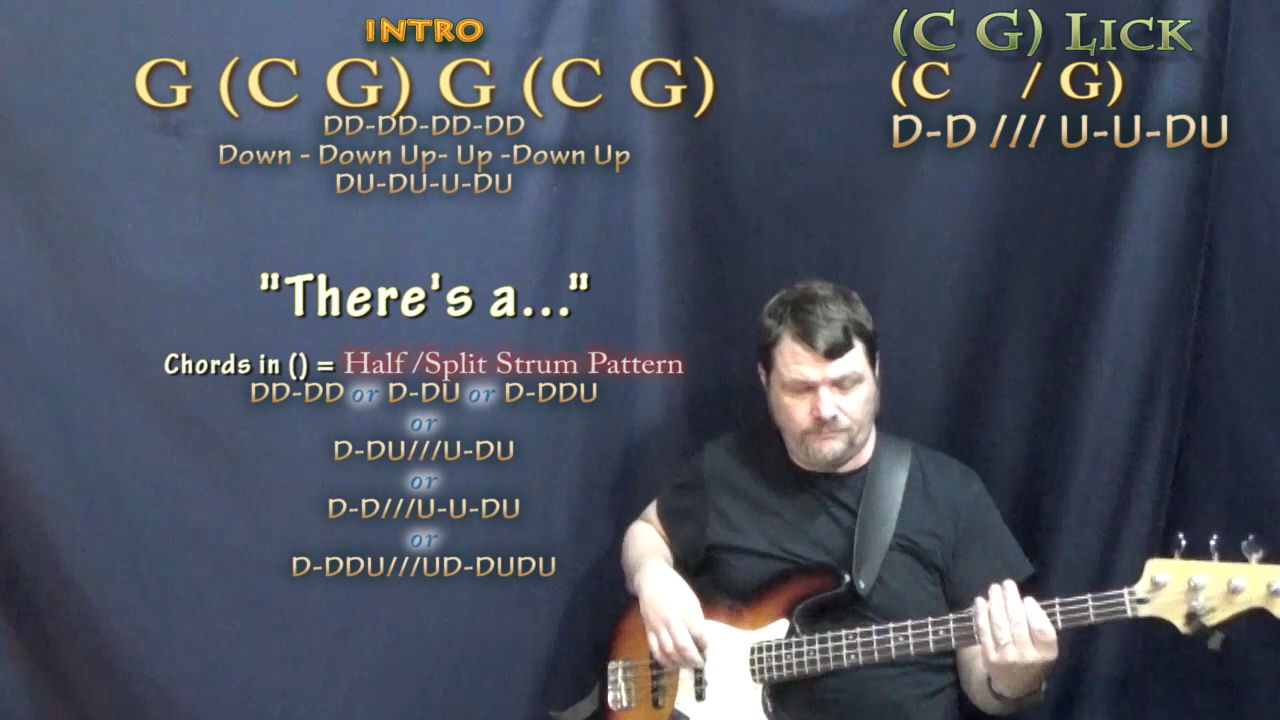 INTRO
G (C G) G (C G)
DD-DD-DD-DD
Down - Down Up- Up -Down Up
DU-DU-U-DU
"There's a..."
Chords in () = Half /Split Strum Pattern
DD-DD or D-DU or D-DDU
or
D-DU///U-DU
or
D-D///U-U-DU
or
D-DDU///UD-DUDU
(C G) LICK
(C / G)
D-D /// U-U-DU